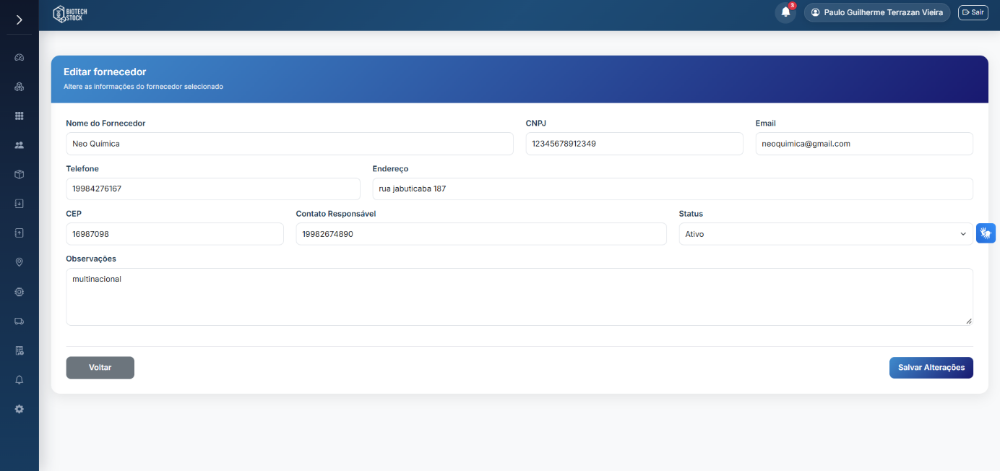 BIOTECH
STOCK
3
Paulo Guilherme Terrazan Vieira
Sair
Editar fornecedor
Altere as informações do fornecedor selecionado
Nome do Fornecedor
CNPJ
Email
Neo Química
12345678912349
neoquimica@gmail.com
Telefone
Endereço
19984276167
rua jabuticaba 187
CEP
Contato Responsável
Status
16987098
19982674890
Ativo
Observações
multinacional
Voltar
Salvar Alterações